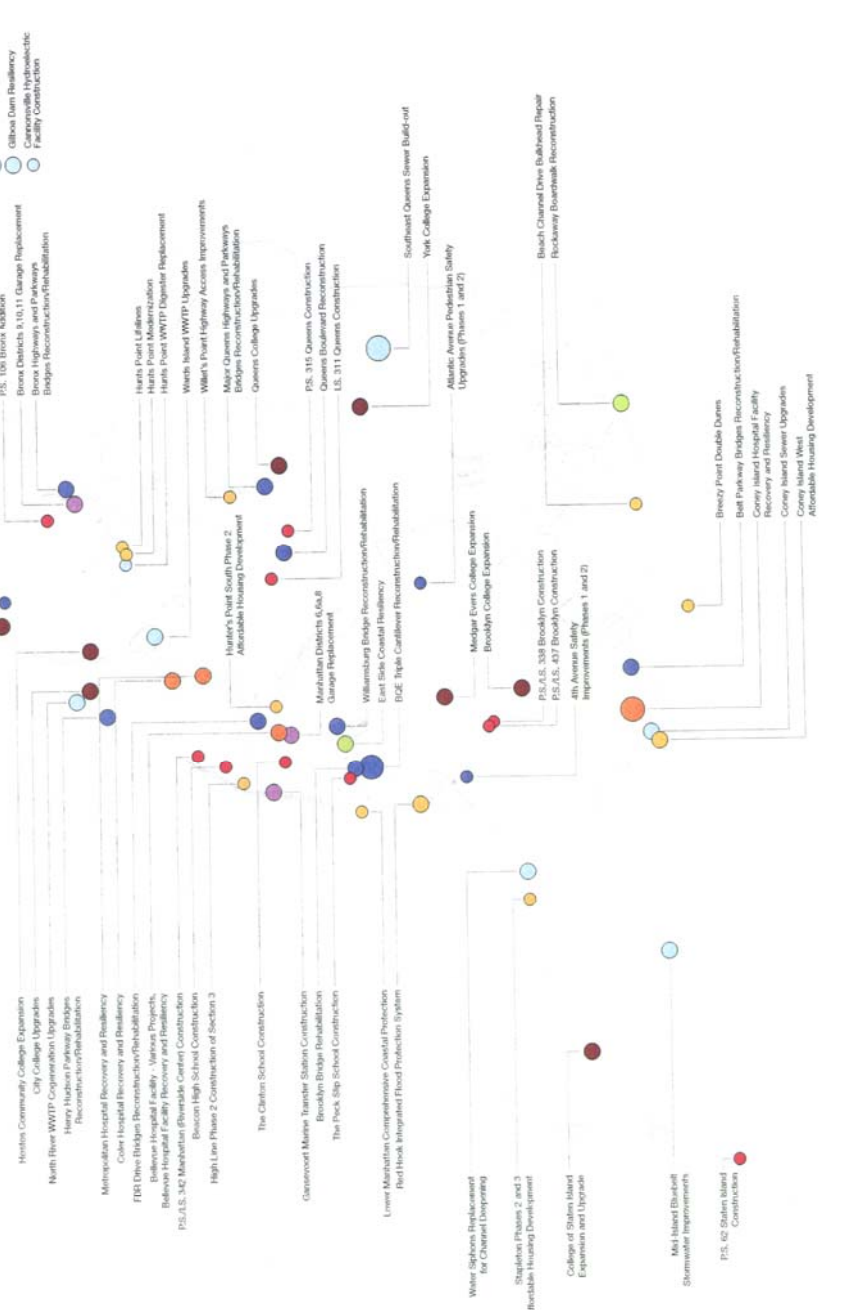 Gilboa Dam Resiliency
Cannonsville Hydroelectric
Facility Construction
P.S. 106 Bronx Addition
Bronx Districts 9,10,11 Garage Replacement
Bronx Highways and Parkways
Bridges Reconstruction/Rehabilitation
Hunts Point Lifelines
Hunts Point Modernization
Hunts Point WWTP Digester Replacement
Wards Island WWTP Upgrades
Willet's Point Highway Access Improvements
Major Queens Highways and Parkways
Bridges Reconstruction/Rehabilitation
Queens College Upgrades
P.S. 315 Queens Construction
Queens Boulevard Reconstruction
I.S. 311 Queens Construction
Southeast Queens Sewer Build-out
York College Expansion
Atlantic Avenue Pedestrian Safety
Upgrades (Phases 1 and 2)
Beach Channel Drive Bulkhead Repair
Rockaway Boardwalk Reconstruction
Hunter's Point South Phase 2
Affordable Housing Development
Manhattan Districts 6,6a,8
Garage Replacement
Williamsburg Bridge Reconstruction/Rehabilitation
East Side Coastal Resiliency
BQE Triple Cantilever Reconstruction/Rehabilitation
Medgar Evers College Expansion
Brooklyn College Expansion
P.S./I.S. 338 Brooklyn Construction
P.S./I.S. 437 Brooklyn Construction
4th Avenue Safety
Improvements (Phases 1 and 2)
Breezy Point Double Dunes
Belt Parkway Bridges Reconstruction/Rehabilitation
Coney Island Hospital Facility
Recovery and Resiliency
Coney Island Sewer Upgrades
Coney Island West
Affordable Housing Development
Hostos Community College Expansion
City College Upgrades
North River WWTP Cogeneration Upgrades
Henry Hudson Parkway Bridges
Reconstruction/Rehabilitation
Metropolitan Hospital Recovery and Resiliency
Coler Hospital Recovery and Resiliency
FDR Drive Bridges Reconstruction/Rehabilitation
Bellevue Hospital Facility - Various Projects,
Bellevue Hospital Facility Recovery and Resiliency
P.S./I.S. 342 Manhattan (Riverside Center) Construction
Beacon High School Construction
High Line Phase 2 Construction of Section 3
The Clinton School Construction
Gansevoort Marine Transfer Station Construction
Brooklyn Bridge Rehabilitation
The Peck Slip School Construction
Lower Manhattan Comprehensive Coastal Protection
Red Hook Integrated Flood Protection System
Water Siphons Replacement
for Channel Deepening
Stapleton Phases 2 and 3
Housing Development
College of Staten Island
Expansion and Upgrade
Mid-Island Bluebelt
Stormwater Improvements
P.S. 62 Staten Island
Construction